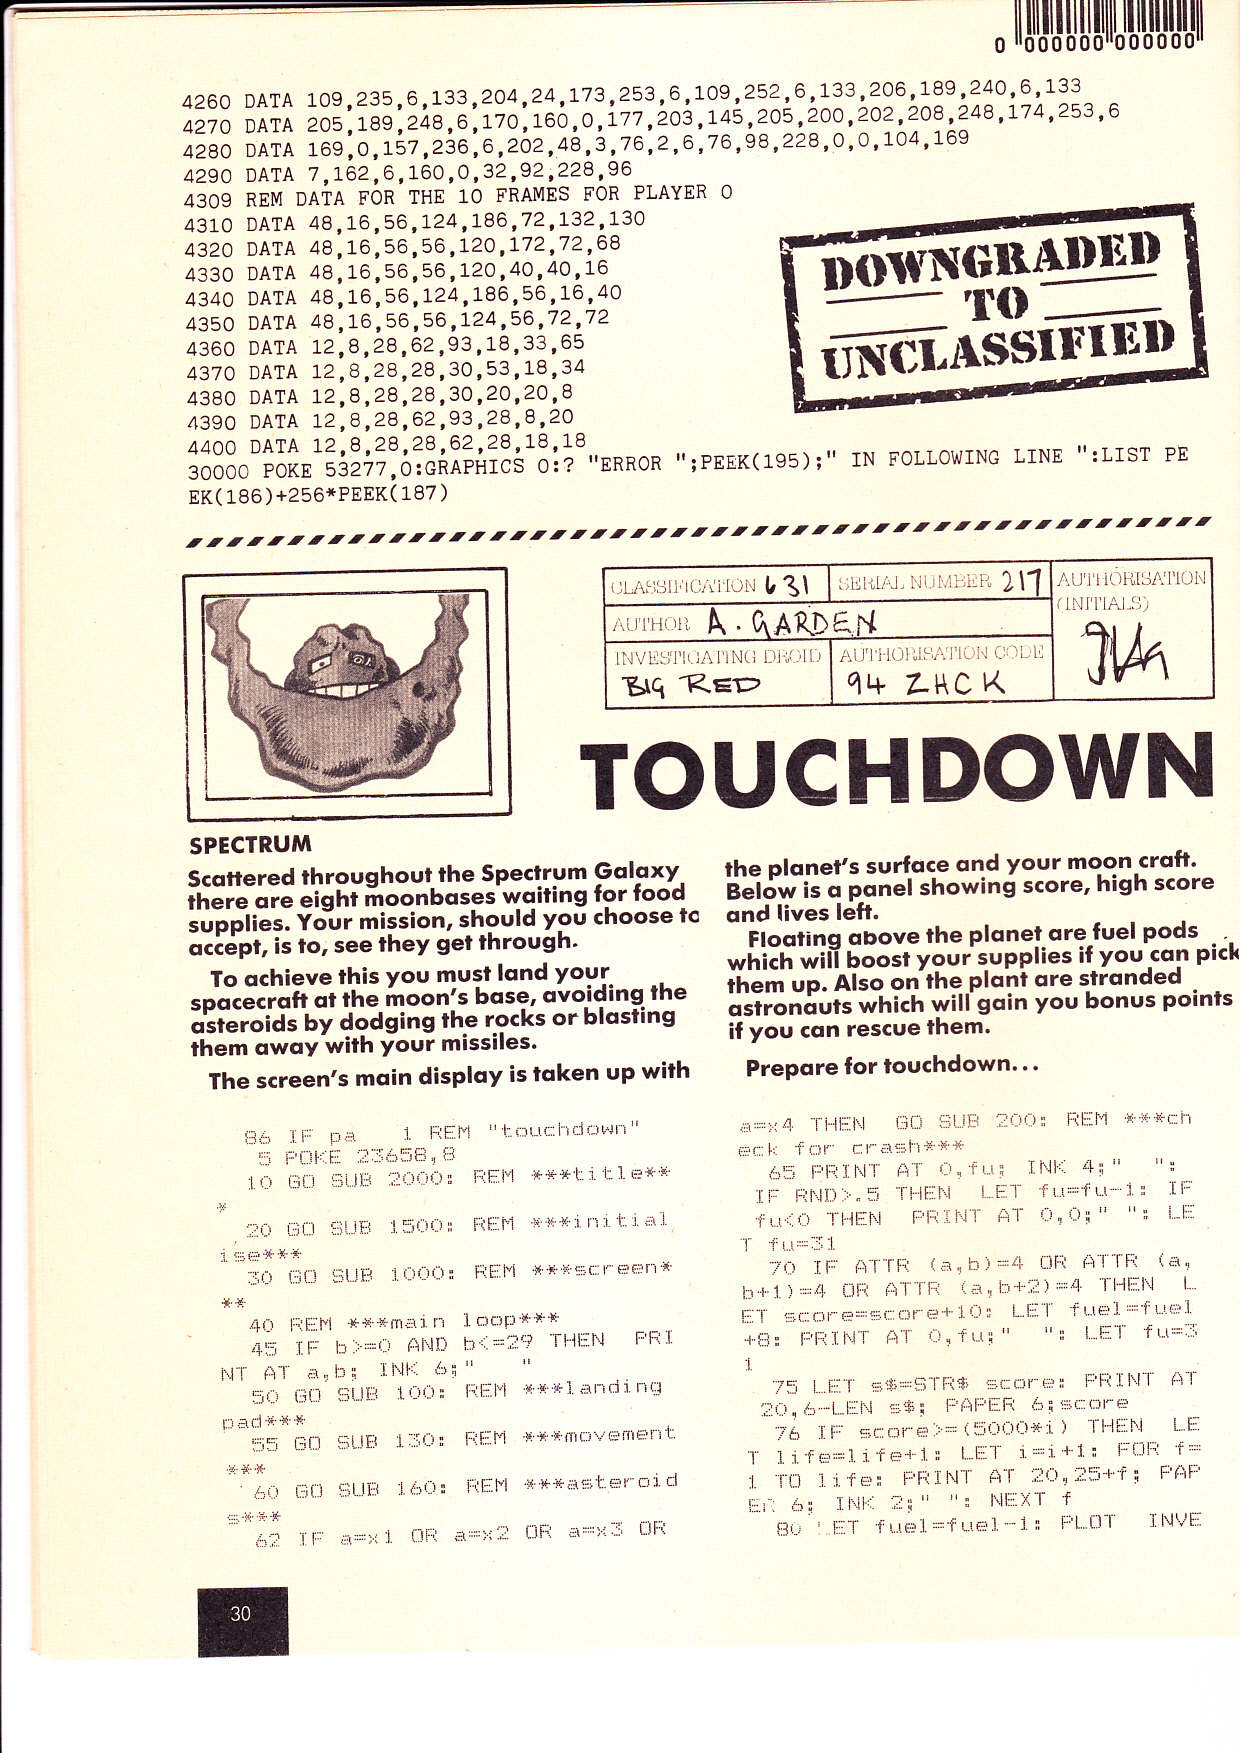 0 000000 000000
4260 DATA 109,235,6,133,204,24,173,253,6,109,252,6,133,206,189,240,6,133
4270 DATA 205,189,248,6,170,160,0,177,203,145,205,200,202,208,248,174,253,6
4280 DATA 169,0,157,236,6,202,48,3,76,2,6,76,98,228,0,0,104,169
4290 DATA 7,162,6,160,0,32,92,228,96
4309 REM DATA FOR THE 10 FRAMES FOR PLAYER 0
4310 DATA 48,16,56,124,186,72,132,130
4320 DATA 48,16,56,56,120,172,72,68
4330 DATA 48,16,56,56,120,40,40,16
4340 DATA 48,16,56,124,186,56,16,40
4350 DATA 48,16,56,56,124,56,72,72
4360 DATA 12,8,28,62,93,18,33,65
4370 DATA 12,8,28,28,30,53,18,34
4380 DATA 12,8,28,28,30,20,20,8
4390 DATA 12,8,28,62,93,28,8,20
4400 DATA 12,8,28,28,62,28,18,18
30000 POKE 53277,0:GRAPHICS 0:? "ERROR ";PEEK(195);" IN FOLLOWING LINE ":LIST PE
EK(186)+256*PEEK(187)
DOWNGRADED
TO
UNCLASSIFIED
CLASSIFICATION 631
SERIAL NUMBER 217
AUTHORISATION
(INITIALS)
AUTHOR A. GARDEN
INVESTIGATING DROID
BIG RED
AUTHORISATION CODE
94 ZHCK
TOUCHDOWN
SPECTRUM
Scattered throughout the Spectrum Galaxy
there are eight moonbases waiting for food
supplies. Your mission, should you choose to
accept, is to, see they get through.
To achieve this you must land your
spacecraft at the moon's base, avoiding the
asteroids by dodging the rocks or blasting
them away with your missiles.
The screen's main display is taken up with
the planet's surface and your moon craft.
Below is a panel showing score, high score
and lives left.
Floating above the planet are fuel pods
which will boost your supplies if you can pick
them up. Also on the plant are stranded
astronauts which will gain you bonus points
if you can rescue them.
Prepare for touchdown...
86 IF pa 1 REM "touchdown"
5 POKE 23658,8
10 GO SUB 2000: REM ***title**
*
20 GO SUB 1500: REM ***initial
ise***
30 GO SUB 1000: REM ***screen*
**
40 REM ***main loop***
45 IF b>=0 AND b<=29 THEN PRI
NT AT a,b; INK 6;" "
50 GO SUB 100: REM ***landing
pad***
55 GO SUB 130: REM ***movement
***
60 GO SUB 160: REM ***asteroid
s***
62 IF a=x1 OR a=x2 OR a=x3 OR
a=x4 THEN GO SUB 200: REM ***ch
eck for crash***
65 PRINT AT 0,fu; INK 4;" ":
IF RND>.5 THEN LET fu=fu-1: IF
fu<0 THEN PRINT AT 0,0;" ": LE
T fu=31
70 IF ATTR (a,b)=4 OR ATTR (a,
b+1)=4 OR ATTR (a,b+2)=4 THEN L
ET score=score+10: LET fuel=fuel
+8: PRINT AT 0,fu;" ": LET fu=3
1
75 LET s$=STR$ score: PRINT AT
20,6-LEN s$; PAPER 6;score
76 IF score>=(5000*i) THEN LE
T life=life+1: LET i=i+1: FOR f=
1 TO life: PRINT AT 20,25+f; PAP
ER 6; INK 2;" ": NEXT f
80 LET fuel=fuel-1: PLOT INVE
30